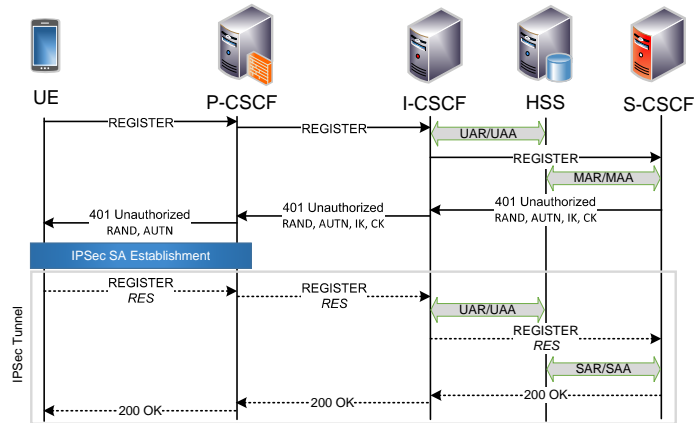 UE
P-CSCF
I-CSCF
HSS
S-CSCF
REGISTER
REGISTER
UAR/UAA
REGISTER
MAR/MAA
401 Unauthorized
RAND, AUTN
401 Unauthorized
RAND, AUTN, IK, CK
401 Unauthorized
RAND, AUTN, IK, CK
IPSec SA Establishment
IPSec Tunnel
REGISTER
RES
REGISTER
RES
UAR/UAA
REGISTER
RES
SAR/SAA
200 OK
200 OK
200 OK